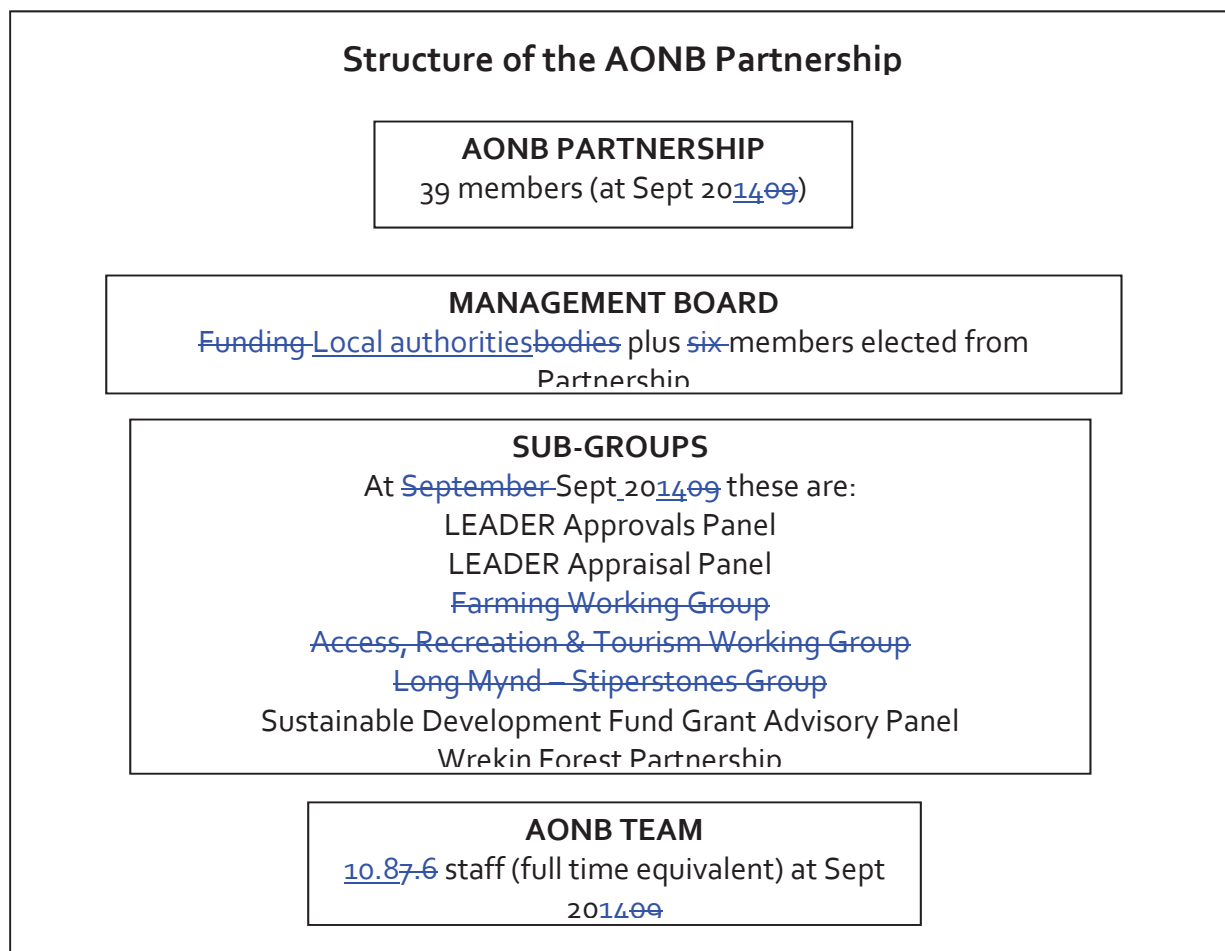 Structure of the AONB Partnership
AONB PARTNERSHIP
39 members (at Sept 201409)
MANAGEMENT BOARD
Funding Local authoritiesbodies plus six members elected from
Partnership
SUB-GROUPS
At September Sept 201409 these are:
LEADER Approvals Panel
LEADER Appraisal Panel
Farming Working Group
Access, Recreation & Tourism Working Group
Long Mynd – Stiperstones Group
Sustainable Development Fund Grant Advisory Panel
Wrekin Forest Partnership
AONB TEAM
10.87.6 staff (full time equivalent) at Sept
201409